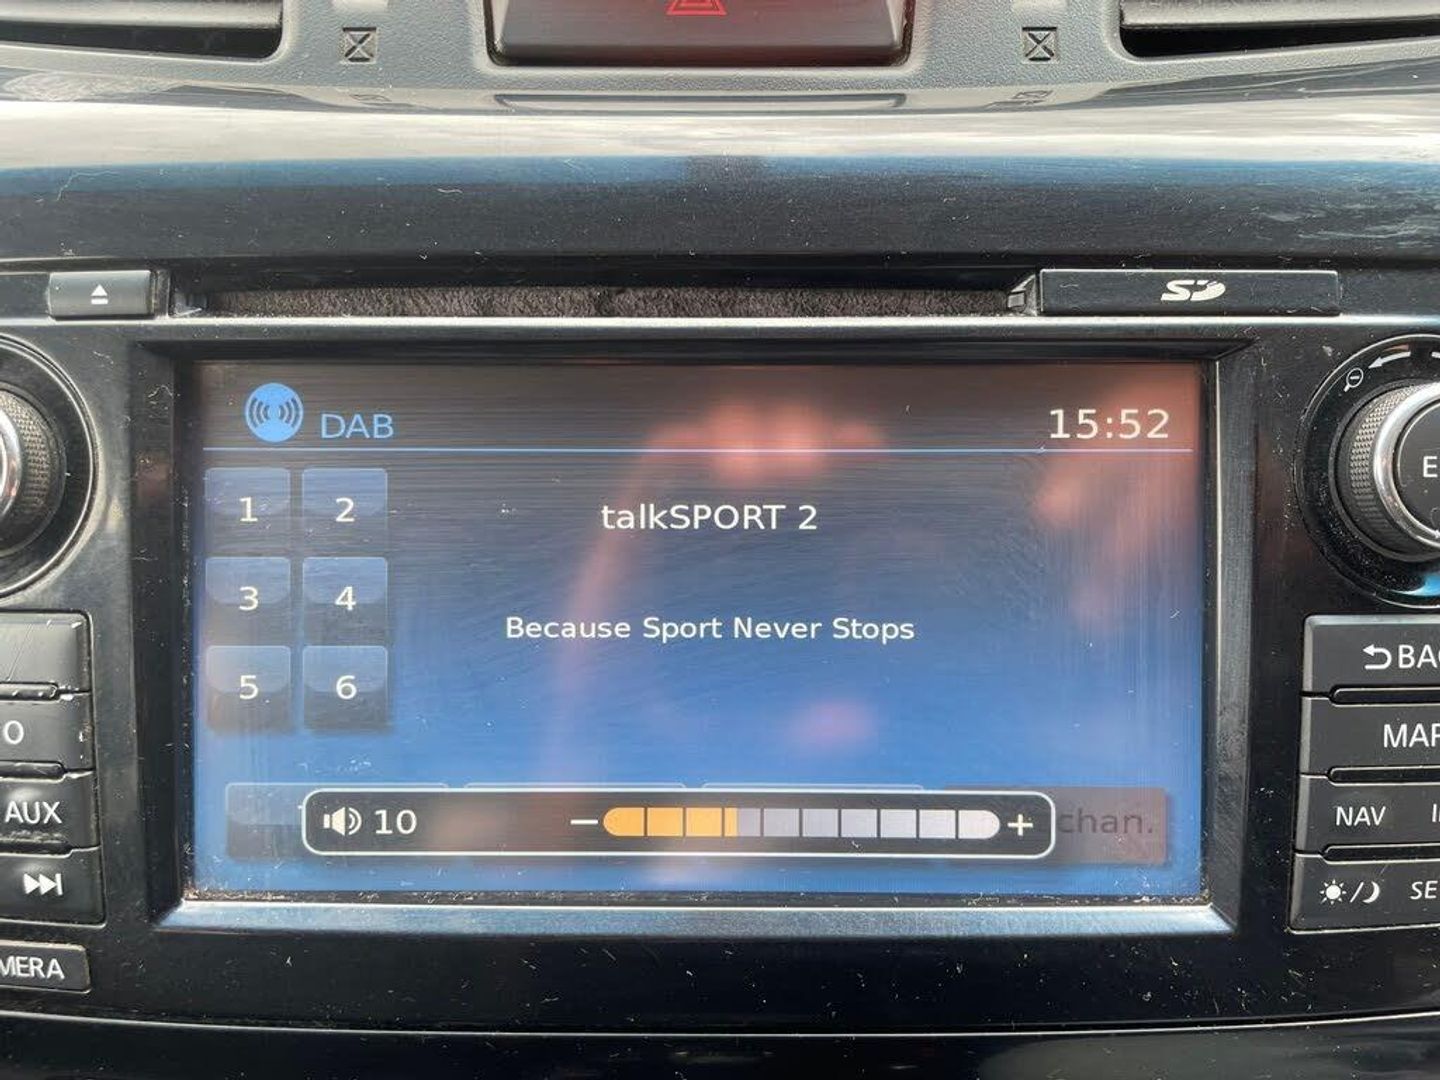 SD
DAB
15:52
1 2
talkSPORT 2
3 4
Because Sport Never Stops
5 6
10
− +
chan.
AUX
MAP
NAV